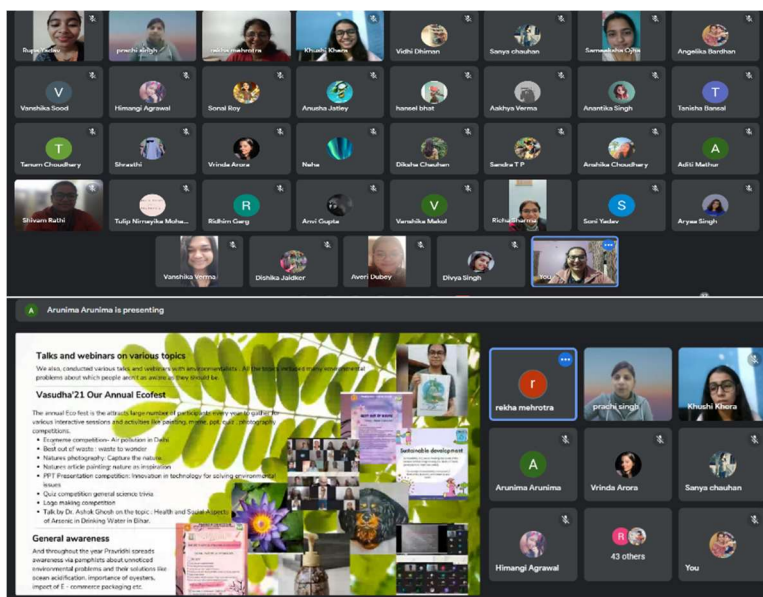 Rupa Yadav
prachi singh
rekha mehrotra
Khushi Khera
Vidhi Dhiman
Sanya chauhan
Sameeksha Ojha
Angelika Bardhan
V
Vanshika Sood
Himangi Agrawal
Sonal Roy
Anusha Jatley
hansel bhat
Aakhya Verma
Anantika Singh
T
Tanisha Bansal
T
Tanum Choudhary
Shrasthi
Vrinda Arora
Neha
Diksha Chauhan
Sandra T P
Anshika Choudhary
A
Aditi Mathur
Shivam Rathi
Tulip Nirnayika Moha...
R
Ridhim Garg
Anvi Gupta
V
Vanshika Makol
Richa Sharma
S
Soni Yadav
Aryaa Singh
Vanshika Verma
Dishika Jaidker
Averi Dubey
Divya Singh
You
A
Arunima Arunima is presenting
Talks and webinars on various topics
We also, conducted various talks and webinars with environmentalists . All the topics included many environmental
problems about which people aren't as aware as they should be.
Vasudha'21 Our Annual Ecofest
The annual Eco fest is the attracts large number of participants every year to gather for
various interactive sessions and activities like painting, meme, ppt, quiz , photography
competitions.
• Ecomeme competition- Air pollution in Delhi
• Best out of waste : waste to wonder
• Natures photography: Capture the nature
• Natures article painting: nature as inspiration
• PPT Presentation competition: Innovation in technology for solving environmental
issues
• Quiz competition general science trivia
• Logo making competition
• Talk by Dr. Ashok Ghosh on the topic : Health and Social Aspects
of Arsenic in Drinking Water in Bihar.
General awareness
And throughout the year Pravridhi spreads
awareness via pamphlets about unnoticed
environmental problems and their solutions like
ocean acidification, importance of oyesters,
impact of E - commerce packaging etc.
BEST OUT OF WASTE
Sustainable development
r
rekha mehrotra
prachi singh
Khushi Khera
A
Arunima Arunima
Vrinda Arora
Sanya chauhan
Himangi Agrawal
R
43 others
You